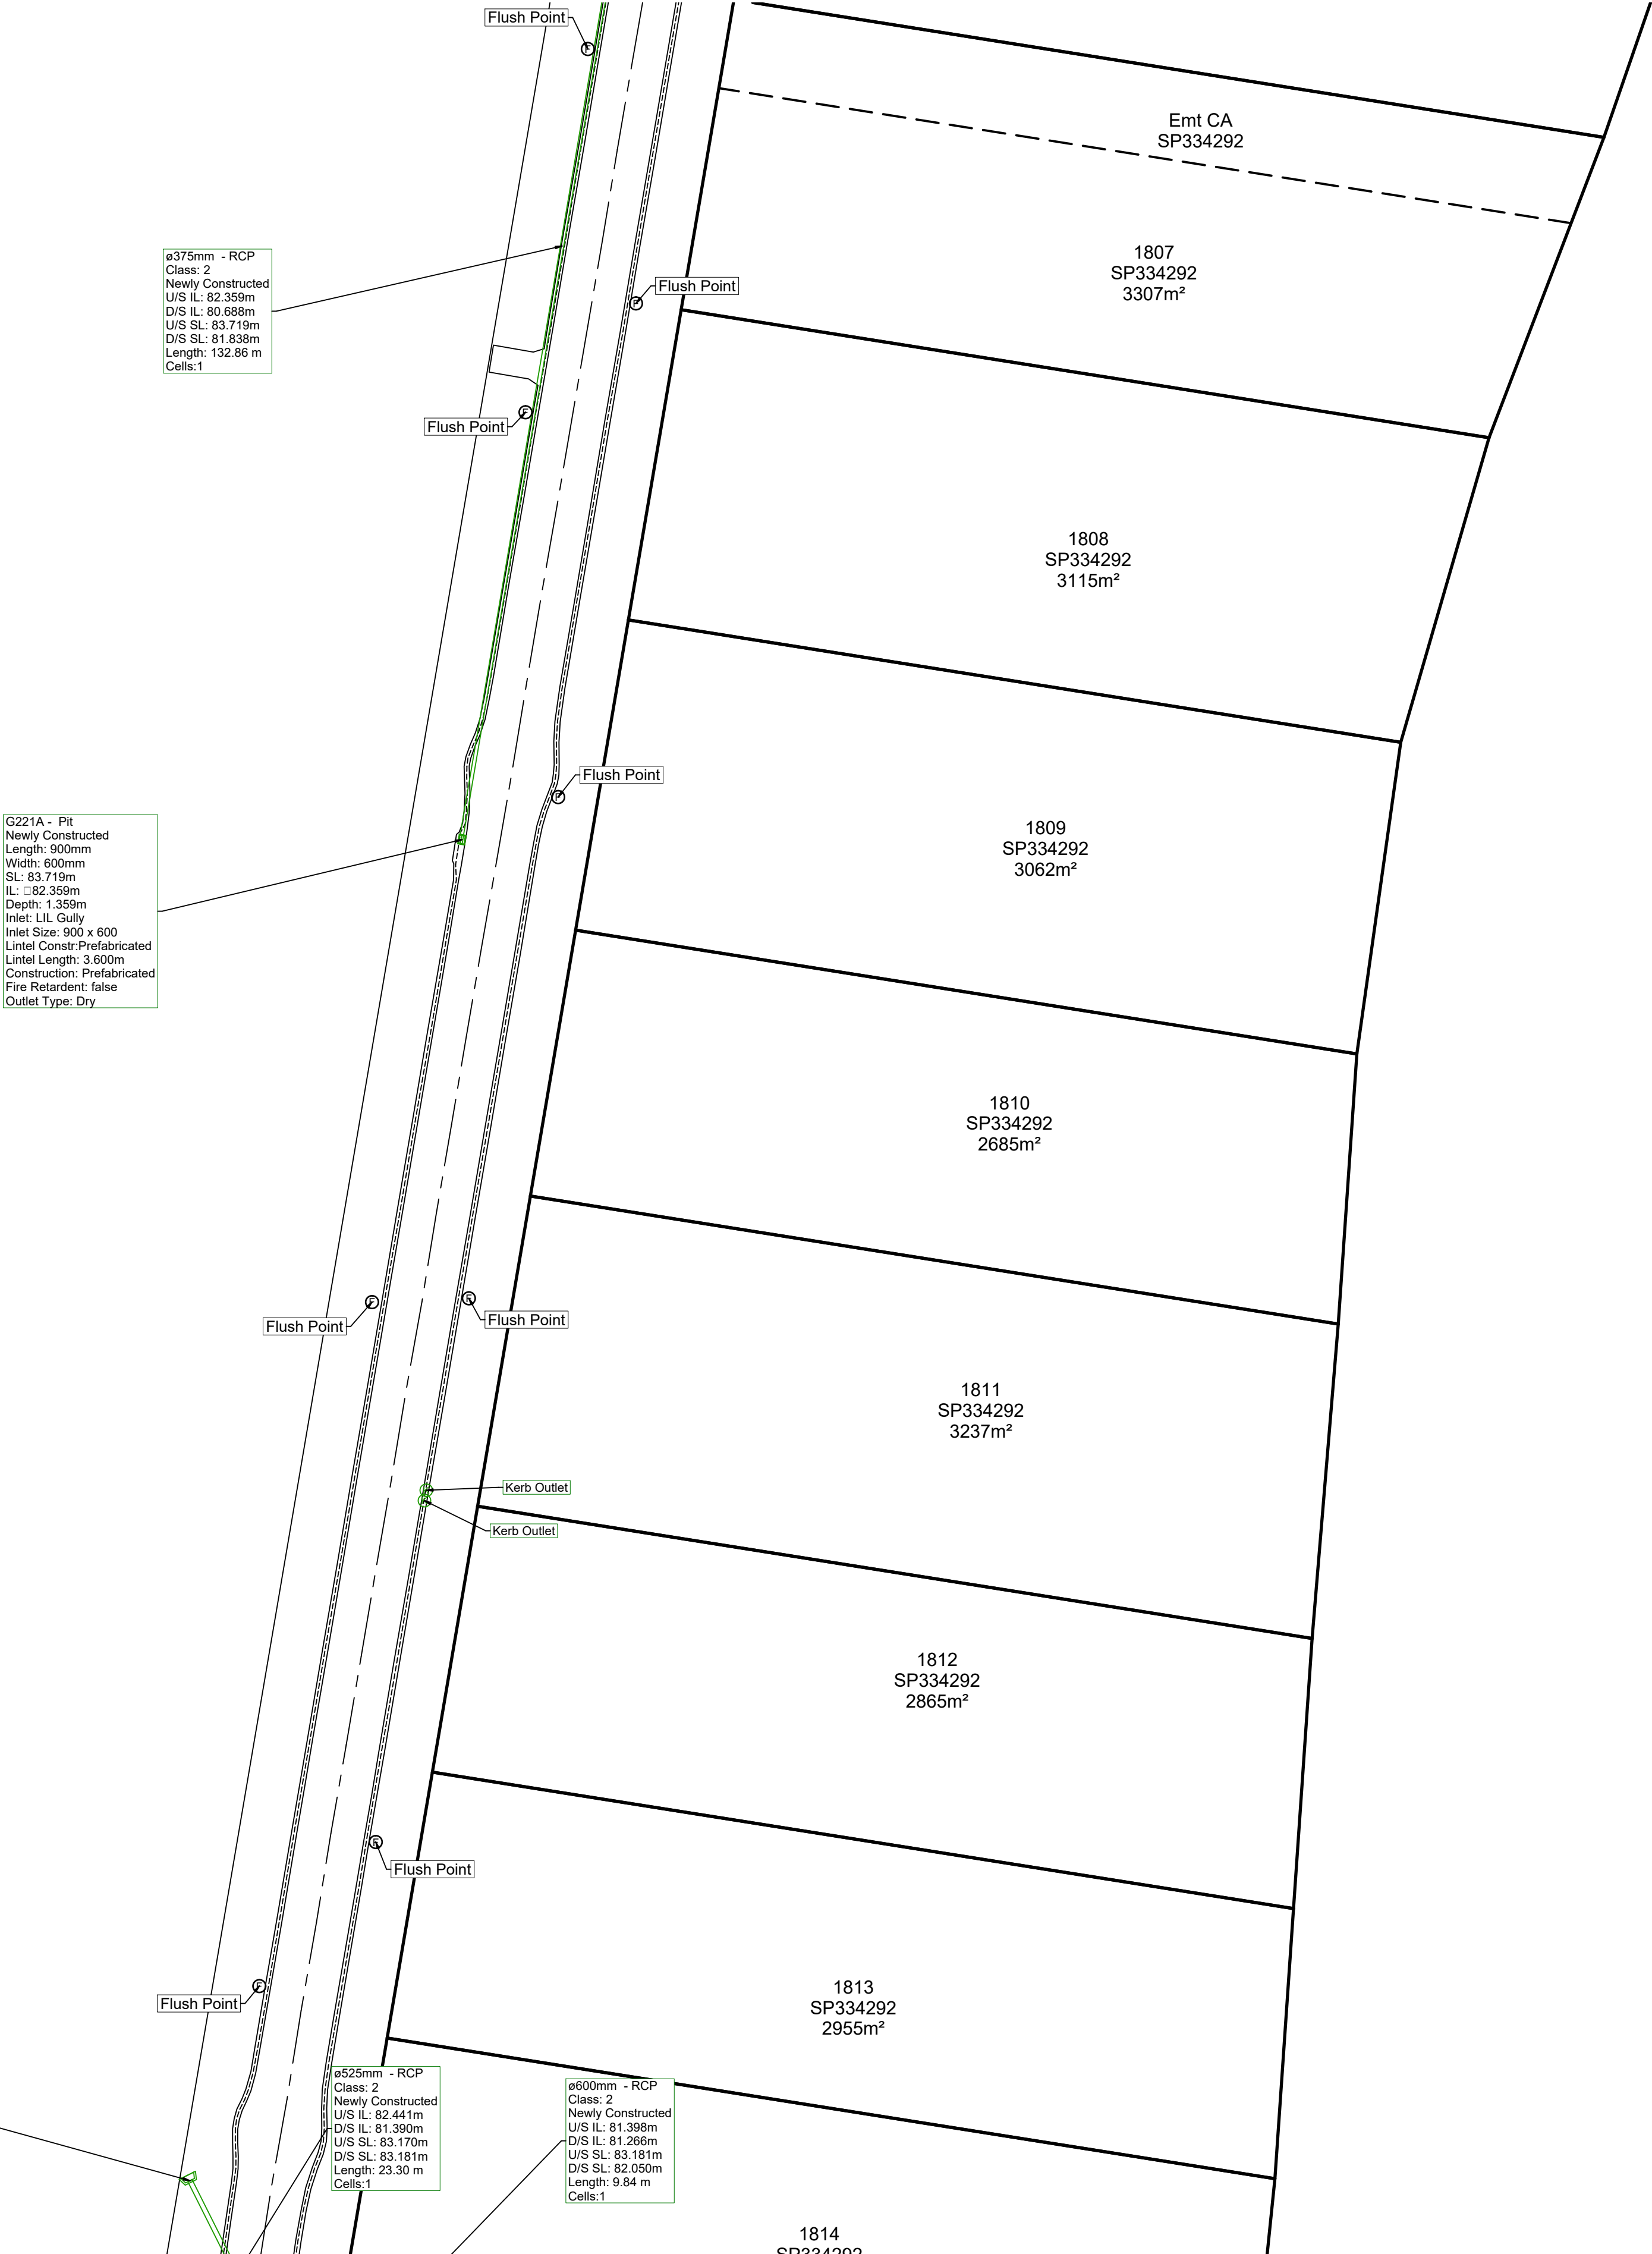 Flush Point
Emt CA
SP334292
ø375mm  - RCP
Class: 2
Newly Constructed
U/S IL: 82.359m
D/S IL: 80.688m
U/S SL: 83.719m
D/S SL: 81.838m
Length: 132.86 m
Cells:1
1807
SP334292
3307m²
Flush Point
Flush Point
1808
SP334292
3115m²
Flush Point
G221A -  Pit
Newly Constructed
Length: 900mm
Width: 600mm
SL: 83.719m
IL: □82.359m
Depth: 1.359m
Inlet: LIL Gully
Inlet Size: 900 x 600
Lintel Constr:Prefabricated
Lintel Length: 3.600m
Construction: Prefabricated
Fire Retardent: false
Outlet Type: Dry
1809
SP334292
3062m²
1810
SP334292
2685m²
Flush Point
Flush Point
1811
SP334292
3237m²
Kerb Outlet
Kerb Outlet
1812
SP334292
2865m²
Flush Point
1813
SP334292
2955m²
Flush Point
ø525mm  - RCP
Class: 2
Newly Constructed
U/S IL: 82.441m
D/S IL: 81.390m
U/S SL: 83.170m
D/S SL: 83.181m
Length: 23.30 m
Cells:1
ø600mm  - RCP
Class: 2
Newly Constructed
U/S IL: 81.398m
D/S IL: 81.266m
U/S SL: 83.181m
D/S SL: 82.050m
Length: 9.84 m
Cells:1
1814
SP334292